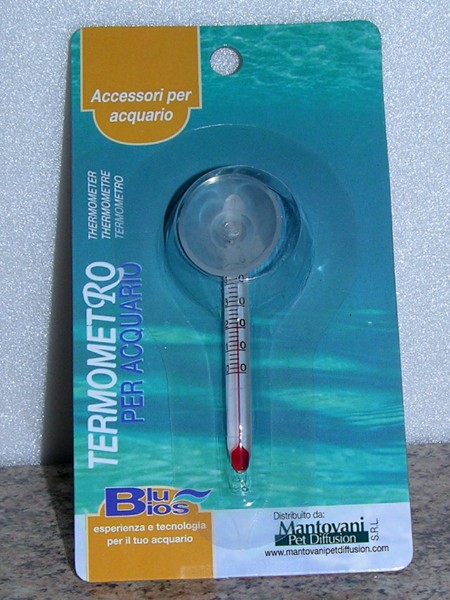 Accessori per
acquario
THERMOMETER
THERMOMETRE
TERMOMETRO
TERMOMETRO
PER ACQUARIO
Blu
Bios
esperienza e tecnologia
per il tuo acquario
Distribuito da:
Mantovani
Pet Diffusion
S.R.L
www.mantovanipetdiffusion.com